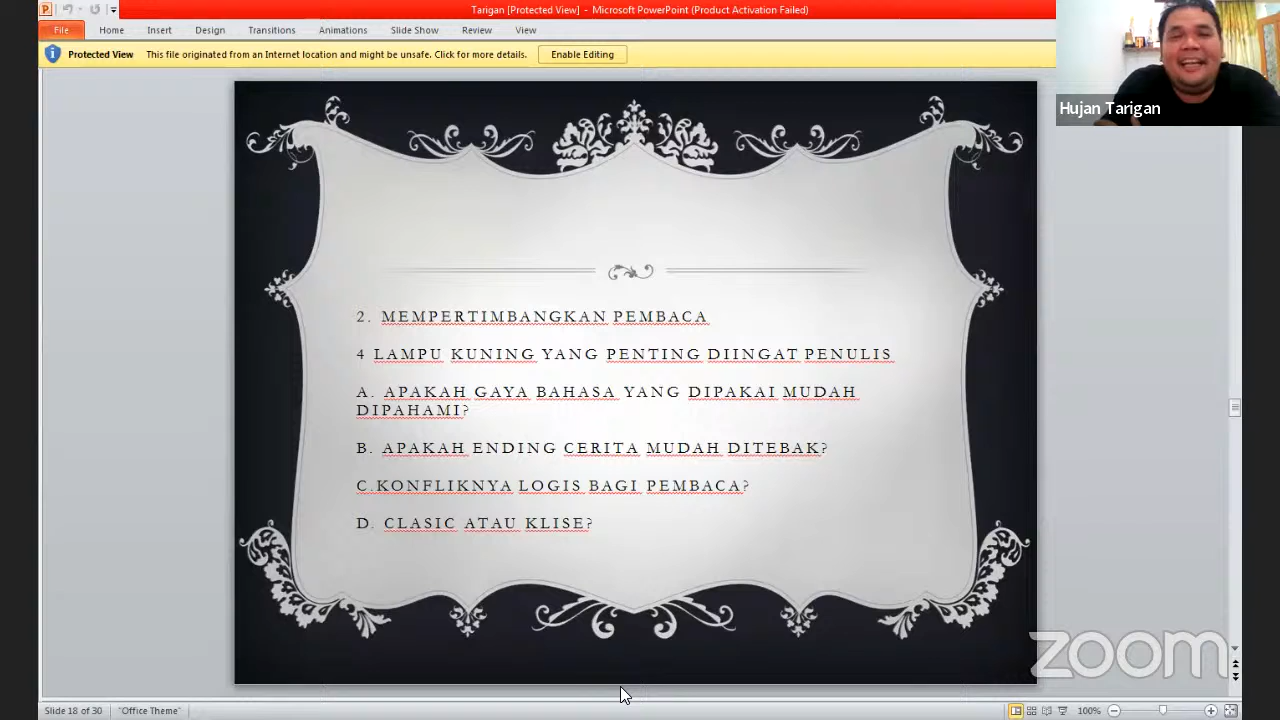 Tarigan [Protected View] - Microsoft PowerPoint (Product Activation Failed)
File Home Insert Design Transitions Animations Slide Show Review View
Protected View This file originated from an Internet location and might be unsafe. Click for more details. Enable Editing
Hujan Tarigan
2. MEMPERTIMBANGKAN PEMBACA
4 LAMPU KUNING YANG PENTING DIINGAT PENULIS
A. APAKAH GAYA BAHASA YANG DIPAKAI MUDAH
DIPAHAMI?
B. APAKAH ENDING CERITA MUDAH DITEBAK?
C.KONFLIKNYA LOGIS BAGI PEMBACA?
D. CLASIC ATAU KLISE?
zoom
Slide 18 of 30 "Office Theme" 100%